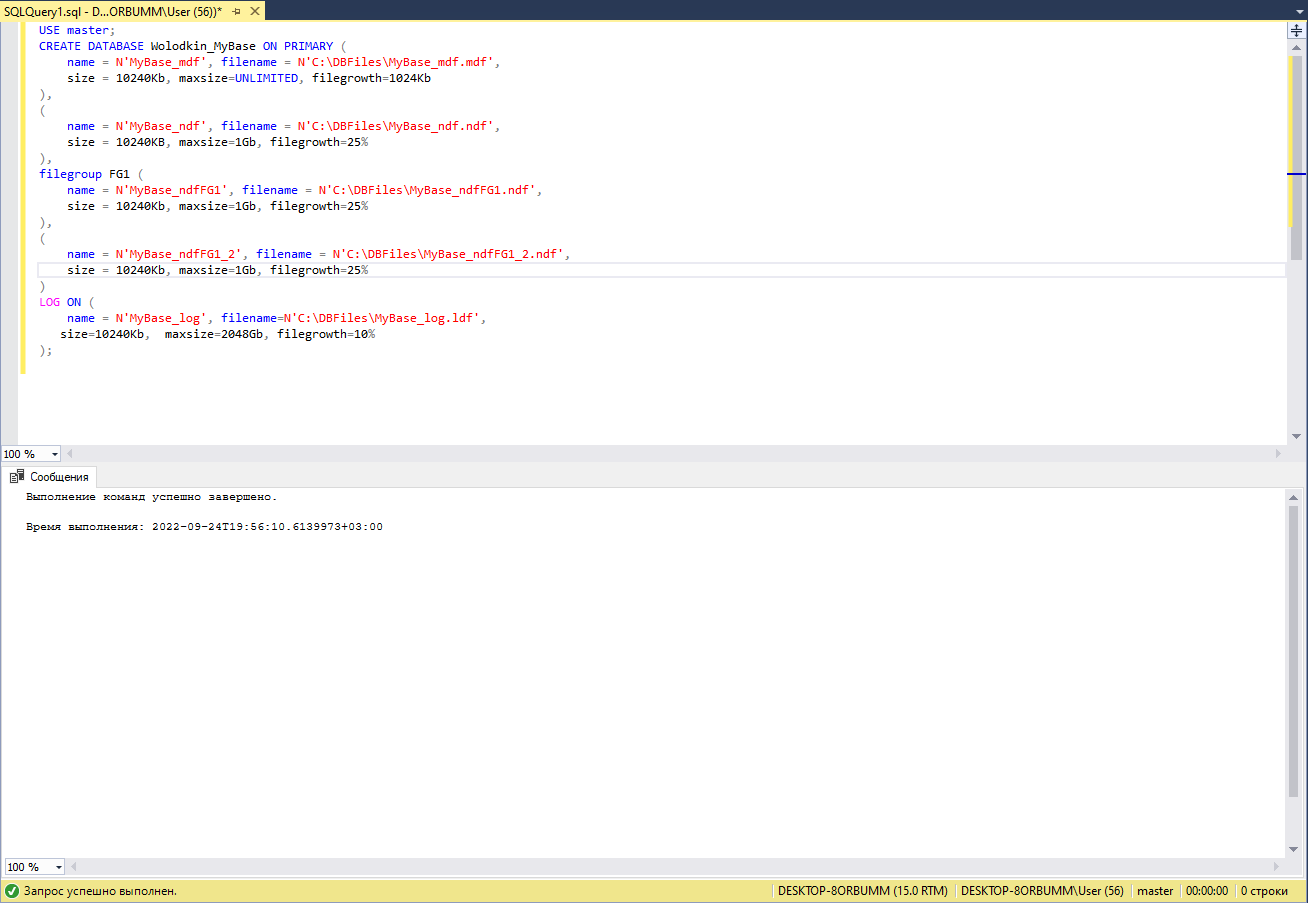 SQLQuery1.sql - D...ORBUMM\User (56))*
USE master;
CREATE DATABASE Wolodkin_MyBase ON PRIMARY (
name = N'MyBase_mdf', filename = N'C:\DBFiles\MyBase_mdf.mdf',
size = 10240Kb, maxsize=UNLIMITED, filegrowth=1024Kb
),
(
name = N'MyBase_ndf', filename = N'C:\DBFiles\MyBase_ndf.ndf',
size = 10240KB, maxsize=1Gb, filegrowth=25%
),
filegroup FG1 (
name = N'MyBase_ndfFG1', filename = N'C:\DBFiles\MyBase_ndfFG1.ndf',
size = 10240Kb, maxsize=1Gb, filegrowth=25%
),
(
name = N'MyBase_ndfFG1_2', filename = N'C:\DBFiles\MyBase_ndfFG1_2.ndf',
size = 10240Kb, maxsize=1Gb, filegrowth=25%
)
LOG ON (
name = N'MyBase_log', filename=N'C:\DBFiles\MyBase_log.ldf',
size=10240Kb,  maxsize=2048Gb, filegrowth=10%
);
100 %
Сообщения
Выполнение команд успешно завершено.
Время выполнения: 2022-09-24T19:56:10.6139973+03:00
100 %
Запрос успешно выполнен.
DESKTOP-8ORBUMM (15.0 RTM)
DESKTOP-8ORBUMM\User (56)
master
00:00:00
0 строки